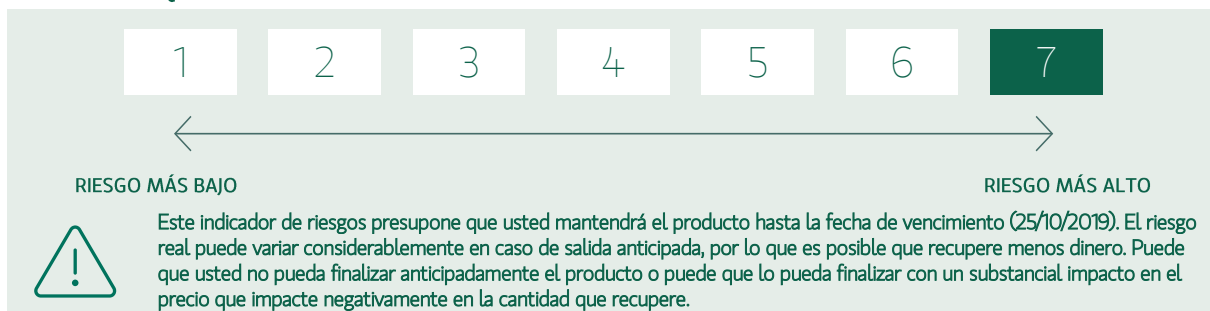 1 2 3 4 5 6 7
RIESGO MÁS BAJO RIESGO MÁS ALTO
Este indicador de riesgos presupone que usted mantendrá el producto hasta la fecha de vencimiento (25/10/2019). El riesgo
real puede variar considerablemente en caso de salida anticipada, por lo que es posible que recupere menos dinero. Puede
que usted no pueda finalizar anticipadamente el producto o puede que lo pueda finalizar con un substancial impacto en el
precio que impacte negativamente en la cantidad que recupere.